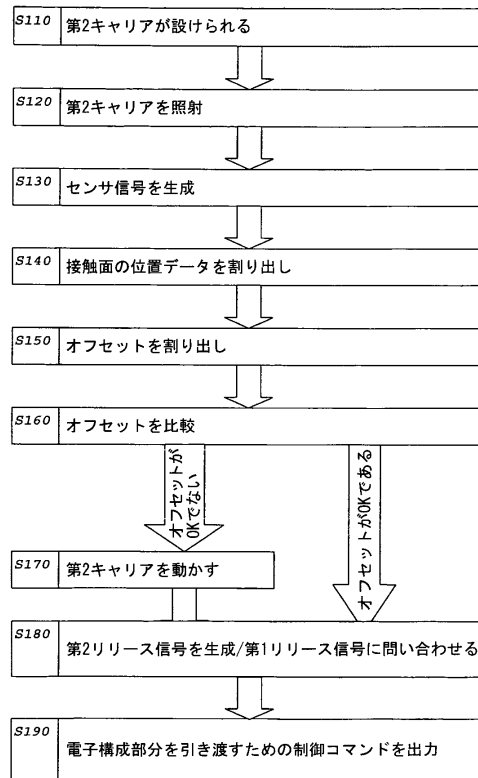 S110 第2キャリアが設けられる
S120 第2キャリアを照射
S130 センサ信号を生成
S140 接触面の位置データを割り出し
S150 オフセットを割り出し
S160 オフセットを比較
オフセットが
OKでない
オフセットがOKである
S170 第2キャリアを動かす
S180 第2リリース信号を生成/第1リリース信号に問い合わせる
S190 電子構成部分を引き渡すための制御コマンドを出力